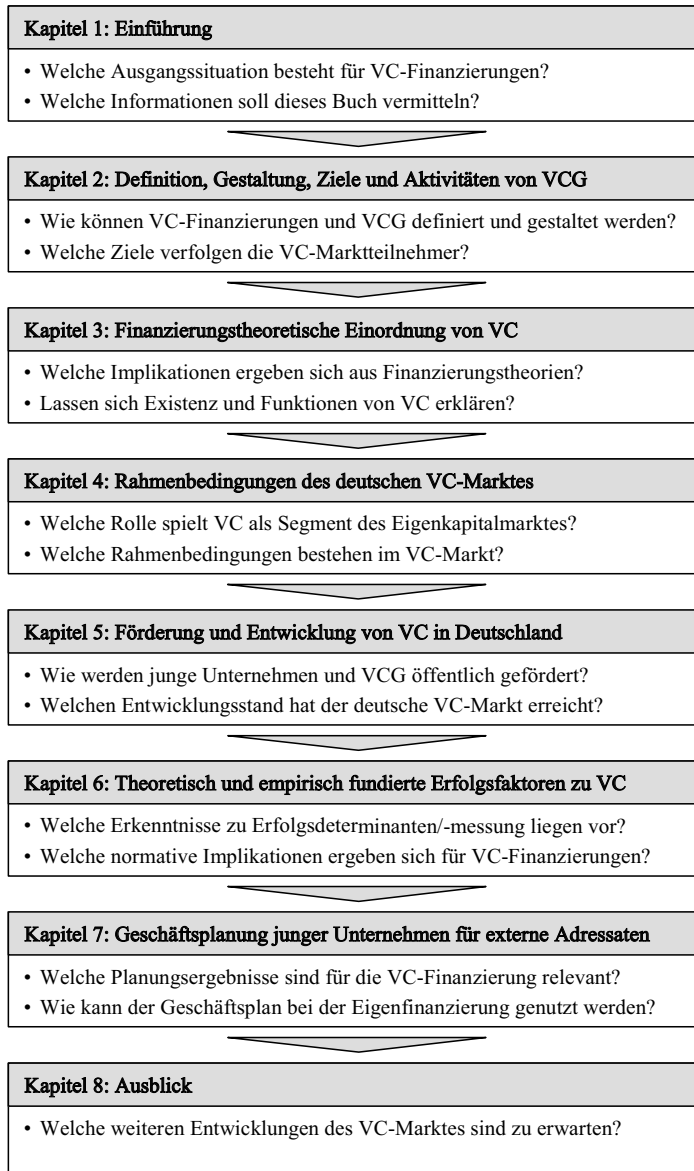 Kapitel 1: Einführung
• Welche Ausgangssituation besteht für VC-Finanzierungen?
• Welche Informationen soll dieses Buch vermitteln?
Kapitel 2: Definition, Gestaltung, Ziele und Aktivitäten von VCG
• Wie können VC-Finanzierungen und VCG definiert und gestaltet werden?
• Welche Ziele verfolgen die VC-Marktteilnehmer?
Kapitel 3: Finanzierungstheoretische Einordnung von VC
• Welche Implikationen ergeben sich aus Finanzierungstheorien?
• Lassen sich Existenz und Funktionen von VC erklären?
Kapitel 4: Rahmenbedingungen des deutschen VC-Marktes
• Welche Rolle spielt VC als Segment des Eigenkapitalmarktes?
• Welche Rahmenbedingungen bestehen im VC-Markt?
Kapitel 5: Förderung und Entwicklung von VC in Deutschland
• Wie werden junge Unternehmen und VCG öffentlich gefördert?
• Welchen Entwicklungsstand hat der deutsche VC-Markt erreicht?
Kapitel 6: Theoretisch und empirisch fundierte Erfolgsfaktoren zu VC
• Welche Erkenntnisse zu Erfolgsdeterminanten/-messung liegen vor?
• Welche normative Implikationen ergeben sich für VC-Finanzierungen?
Kapitel 7: Geschäftsplanung junger Unternehmen für externe Adressaten
• Welche Planungsergebnisse sind für die VC-Finanzierung relevant?
• Wie kann der Geschäftsplan bei der Eigenfinanzierung genutzt werden?
Kapitel 8: Ausblick
• Welche weiteren Entwicklungen des VC-Marktes sind zu erwarten?